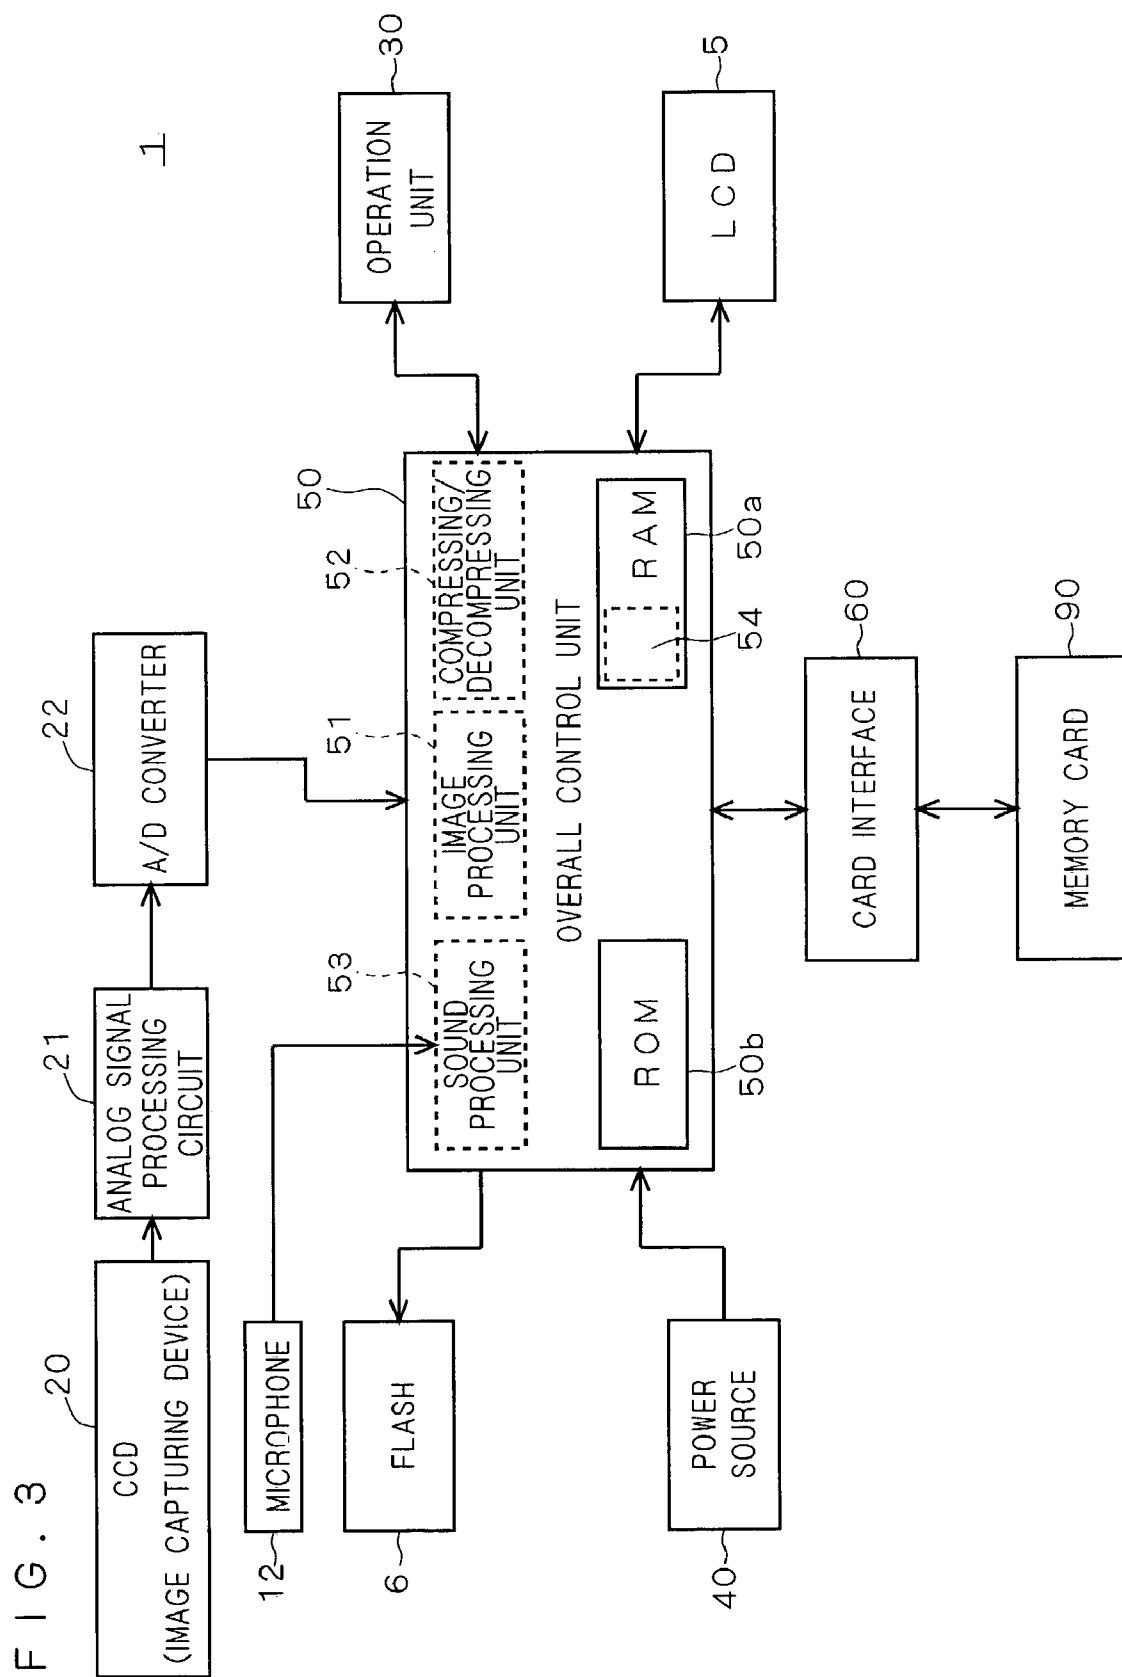 FIG. 3
1
20
CCD
(IMAGE CAPTURING DEVICE)
21
ANALOG SIGNAL
PROCESSING
CIRCUIT
22
A/D CONVERTER
12
MICROPHONE
6
FLASH
40
POWER
SOURCE
50
53
SOUND
PROCESSING
UNIT
51
IMAGE
PROCESSING
UNIT
52
COMPRESSING/
DECOMPRESSING
UNIT
OVERALL CONTROL UNIT
ROM
50b
RAM
54
50a
30
OPERATION
UNIT
5
LCD
CARD INTERFACE
60
MEMORY CARD
90